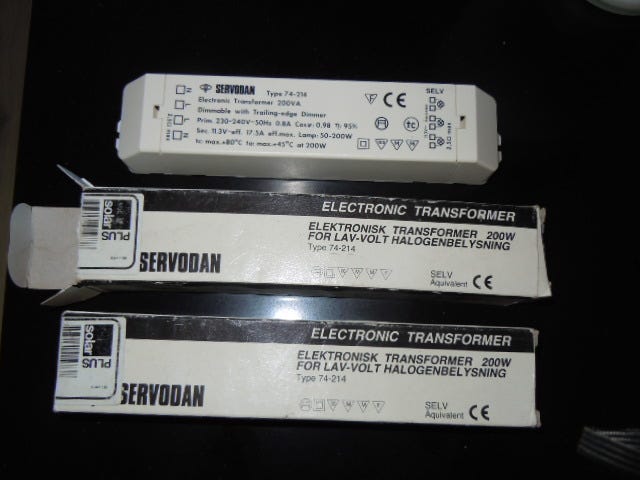 SERVODAN Type 74-214
Electronic Transformer 200VA
Dimmable with Trailing-edge Dimmer
Prim. 230-240V~50Hz 0.8A Cosφ: 0.98 η: 95%
Sec. 11.3V~eff. 17.5A eff.max. Lamp: 50-200W
tc max.+80°C ta max.+45°C at 200W
N
L
L
N
CE
tc
SELV
ELECTRONIC TRANSFORMER
ELEKTRONISK TRANSFORMER 200W
FOR LAV-VOLT HALOGENBELYSNING
Type 74-214
SERVODAN
SELV
Äquivalent CE
solar
PLUS
ELECTRONIC TRANSFORMER
ELEKTRONISK TRANSFORMER 200W
FOR LAV-VOLT HALOGENBELYSNING
Type 74-214
SERVODAN
SELV
Äquivalent CE
solar
PLUS